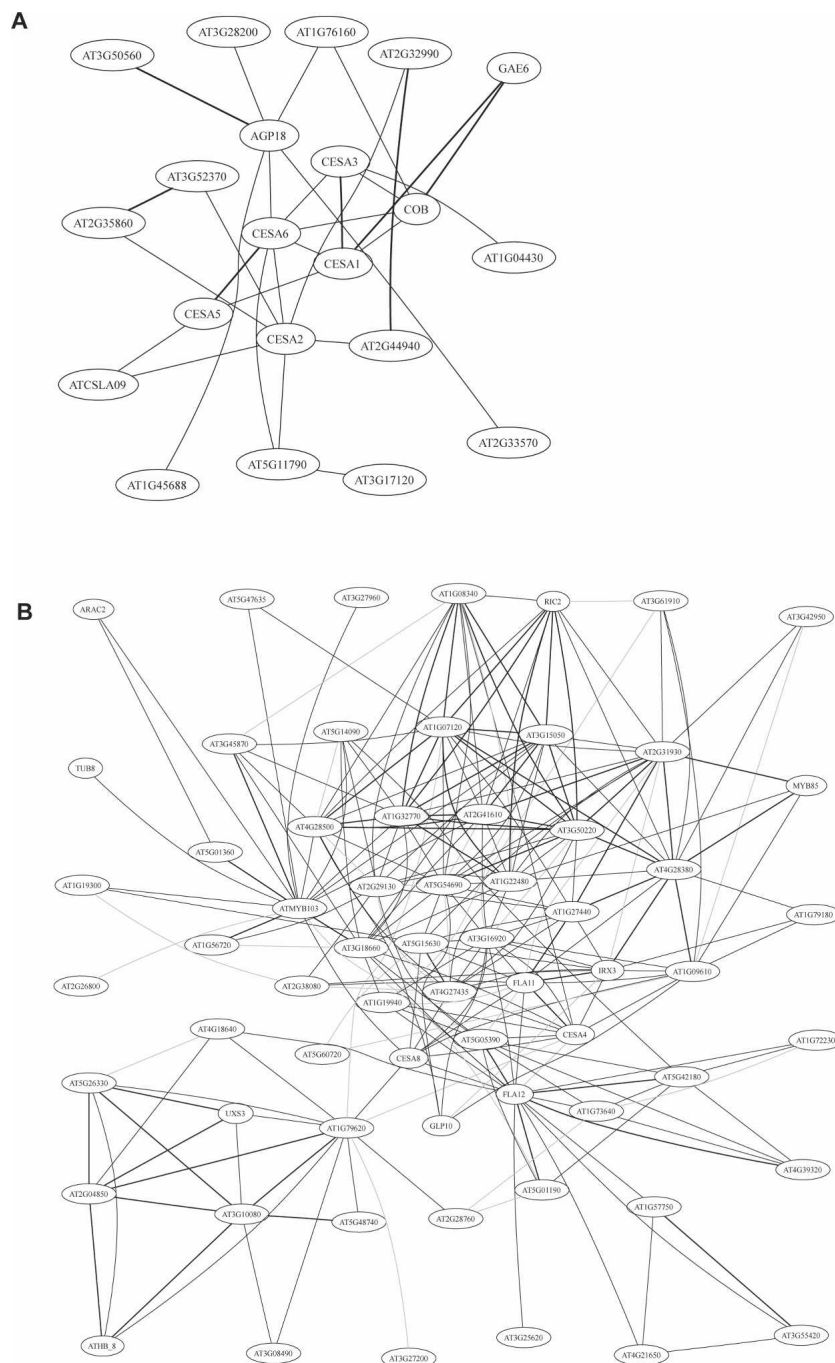 A
AT3G28200
AT1G76160
AT3G50560
AT2G32990
GAE6
AGP18
CESA3
AT3G52370
COB
AT2G35860
CESA6
AT1G04430
CESA1
CESA5
CESA2
AT2G44940
ATCSLA09
AT2G33570
AT5G11790
AT3G17120
AT1G45688
B
ARAC2
AT5G47635
AT3G27960
AT1G08340
RIC2
AT3G61910
AT3G42950
AT3G45870
AT5G14090
AT1G07120
AT3G15050
AT2G31930
TUB8
MYB85
AT4G28500
AT1G32770
AT2G41610
AT3G50220
AT5G01360
AT4G28380
AT1G19300
AT2G29130
AT5G54690
AT1G22480
ATMYB103
AT1G27440
AT1G79180
AT1G56720
AT3G18660
AT5G15630
AT3G16920
AT2G26800
AT2G38080
AT4G27435
FLA11
IRX3
AT1G09610
AT1G19940
AT4G18640
AT5G60720
CESA8
AT5G05390
CESA4
AT1G72230
AT5G26330
AT5G42180
UXS3
AT1G79620
GLP10
FLA12
AT1G73640
AT4G39320
AT2G04850
AT3G10080
AT5G48740
AT2G28760
AT5G01190
AT1G57750
ATHB_8
AT3G08490
AT3G27200
AT3G25620
AT4G21650
AT3G55420